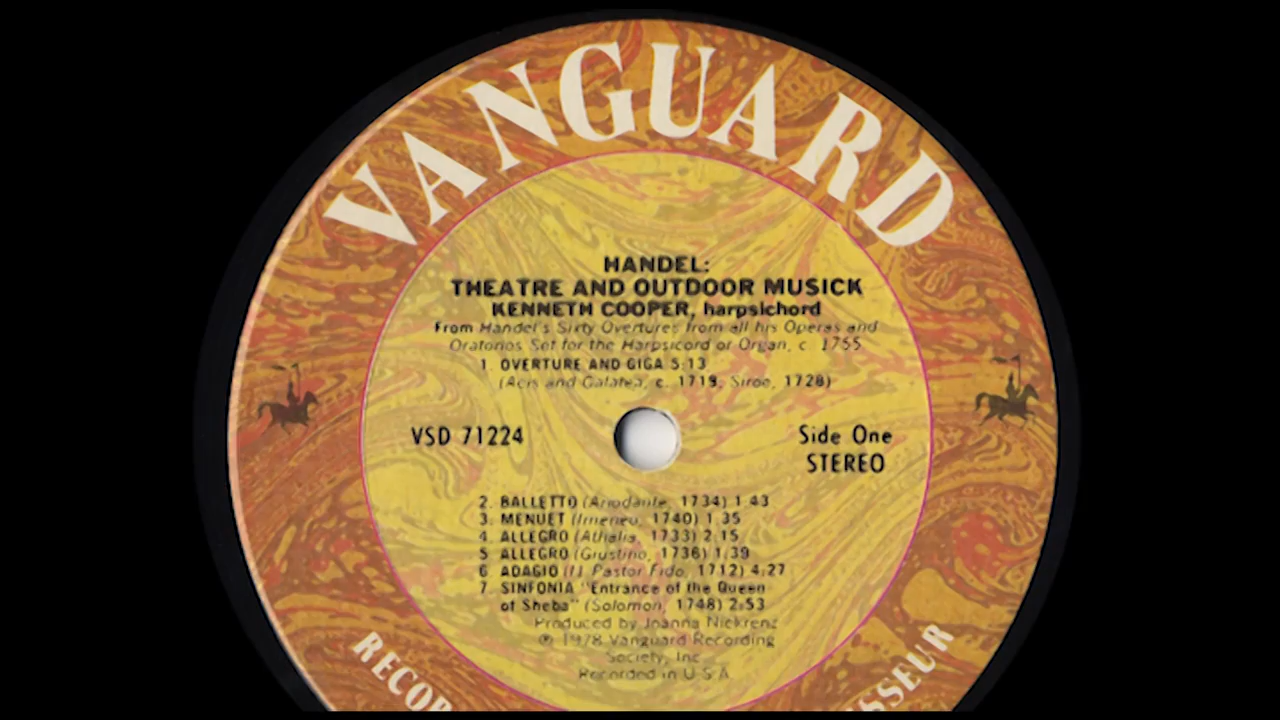 VANGUARD
HANDEL:
THEATRE AND OUTDOOR MUSICK
KENNETH COOPER, harpsichord
From Handel's Sixty Overtures from all his Operas and
Oratorios Set for the Harpsicord or Organ, c. 1755
1. OVERTURE AND GIGA 5:13
(Acis and Galatea, c. 1719, Siroe, 1728)
VSD 71224
Side One
STEREO
2. BALLETTO (Ariodante, 1734) 1:43
3. MENUET (Imeneo, 1740) 1:35
4. ALLEGRO (Athalia, 1733) 2:15
5. ALLEGRO (Giustino, 1736) 1:39
6. ADAGIO (Il Pastor Fido, 1712) 4:27
7. SINFONIA "Entrance of the Queen
of Sheba" (Solomon, 1748) 2:53
Produced by Joanna Nickrenz
℗ 1978 Vanguard Recording
Society, Inc.
Recorded in U.S.A.
RECOR
ISSEUR